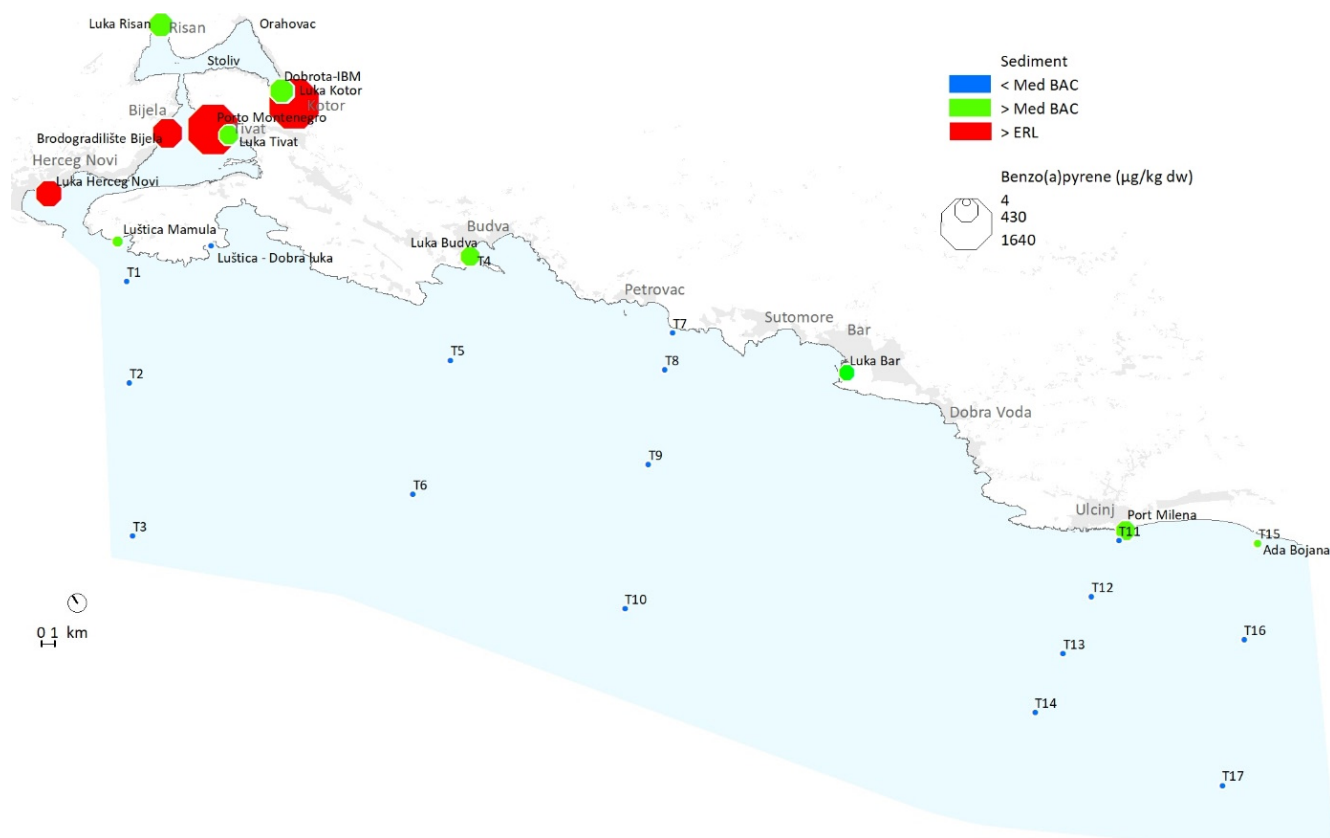 Luka Risan
Risan
Orahovac
Stoliv
Dobrota-IBM
Luka Kotor
Kotor
Bijela
Porto Montenegro
Tivat
Brodogradilište Bijela
Luka Tivat
Herceg Novi
Luka Herceg Novi
Luštica Mamula
Luštica - Dobra luka
Budva
Luka Budva
T4
T1
Petrovac
Sutomore
Bar
T7
T5
T8
Luka Bar
T2
Dobra Voda
T9
T6
Ulcinj
Port Milena
T3
T11
T15
Ada Bojana
T12
T10
T16
T13
T14
T17
0 1 km
Sediment
< Med BAC
> Med BAC
> ERL
Benzo(a)pyrene (µg/kg dw)
4
430
1640